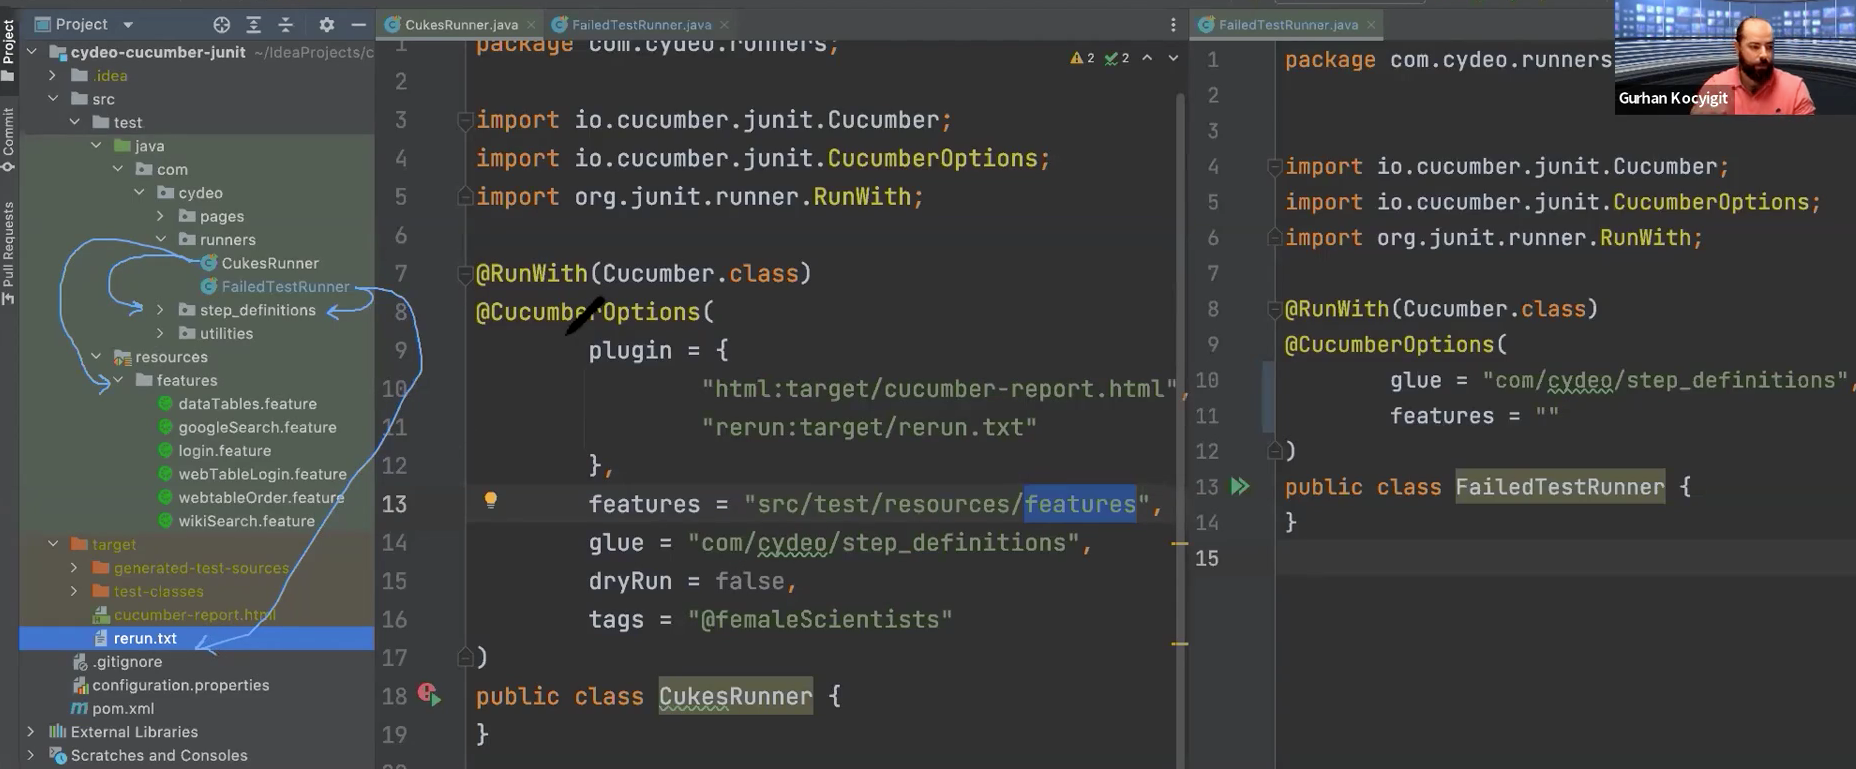 Project
cydeo-cucumber-junit ~/IdeaProjects/c
.idea
src
test
java
com
cydeo
pages
runners
CukesRunner
FailedTestRunner
step_definitions
utilities
resources
features
dataTables.feature
googleSearch.feature
login.feature
webTableLogin.feature
webtableOrder.feature
wikiSearch.feature
target
generated-test-sources
test-classes
cucumber-report.html
rerun.txt
.gitignore
configuration.properties
pom.xml
External Libraries
Scratches and Consoles
Project
Commit
Pull Requests
CukesRunner.java
FailedTestRunner.java
2 2
1 package com.cydeo.runners;
2
3 import io.cucumber.junit.Cucumber;
4 import io.cucumber.junit.CucumberOptions;
5 import org.junit.runner.RunWith;
6
7 @RunWith(Cucumber.class)
8 @CucumberOptions(
9 plugin = {
10 "html:target/cucumber-report.html",
11 "rerun:target/rerun.txt"
12 },
13 features = "src/test/resources/features",
14 glue = "com/cydeo/step_definitions",
15 dryRun = false,
16 tags = "@femaleScientists"
17 )
18 public class CukesRunner {
19 }
FailedTestRunner.java
1 package com.cydeo.runners
2
3
4 import io.cucumber.junit.Cucumber;
5 import io.cucumber.junit.CucumberOptions;
6 import org.junit.runner.RunWith;
7
8 @RunWith(Cucumber.class)
9 @CucumberOptions(
10 glue = "com/cydeo/step_definitions",
11 features = ""
12 )
13 public class FailedTestRunner {
14 }
15
Gurhan Kocyigit